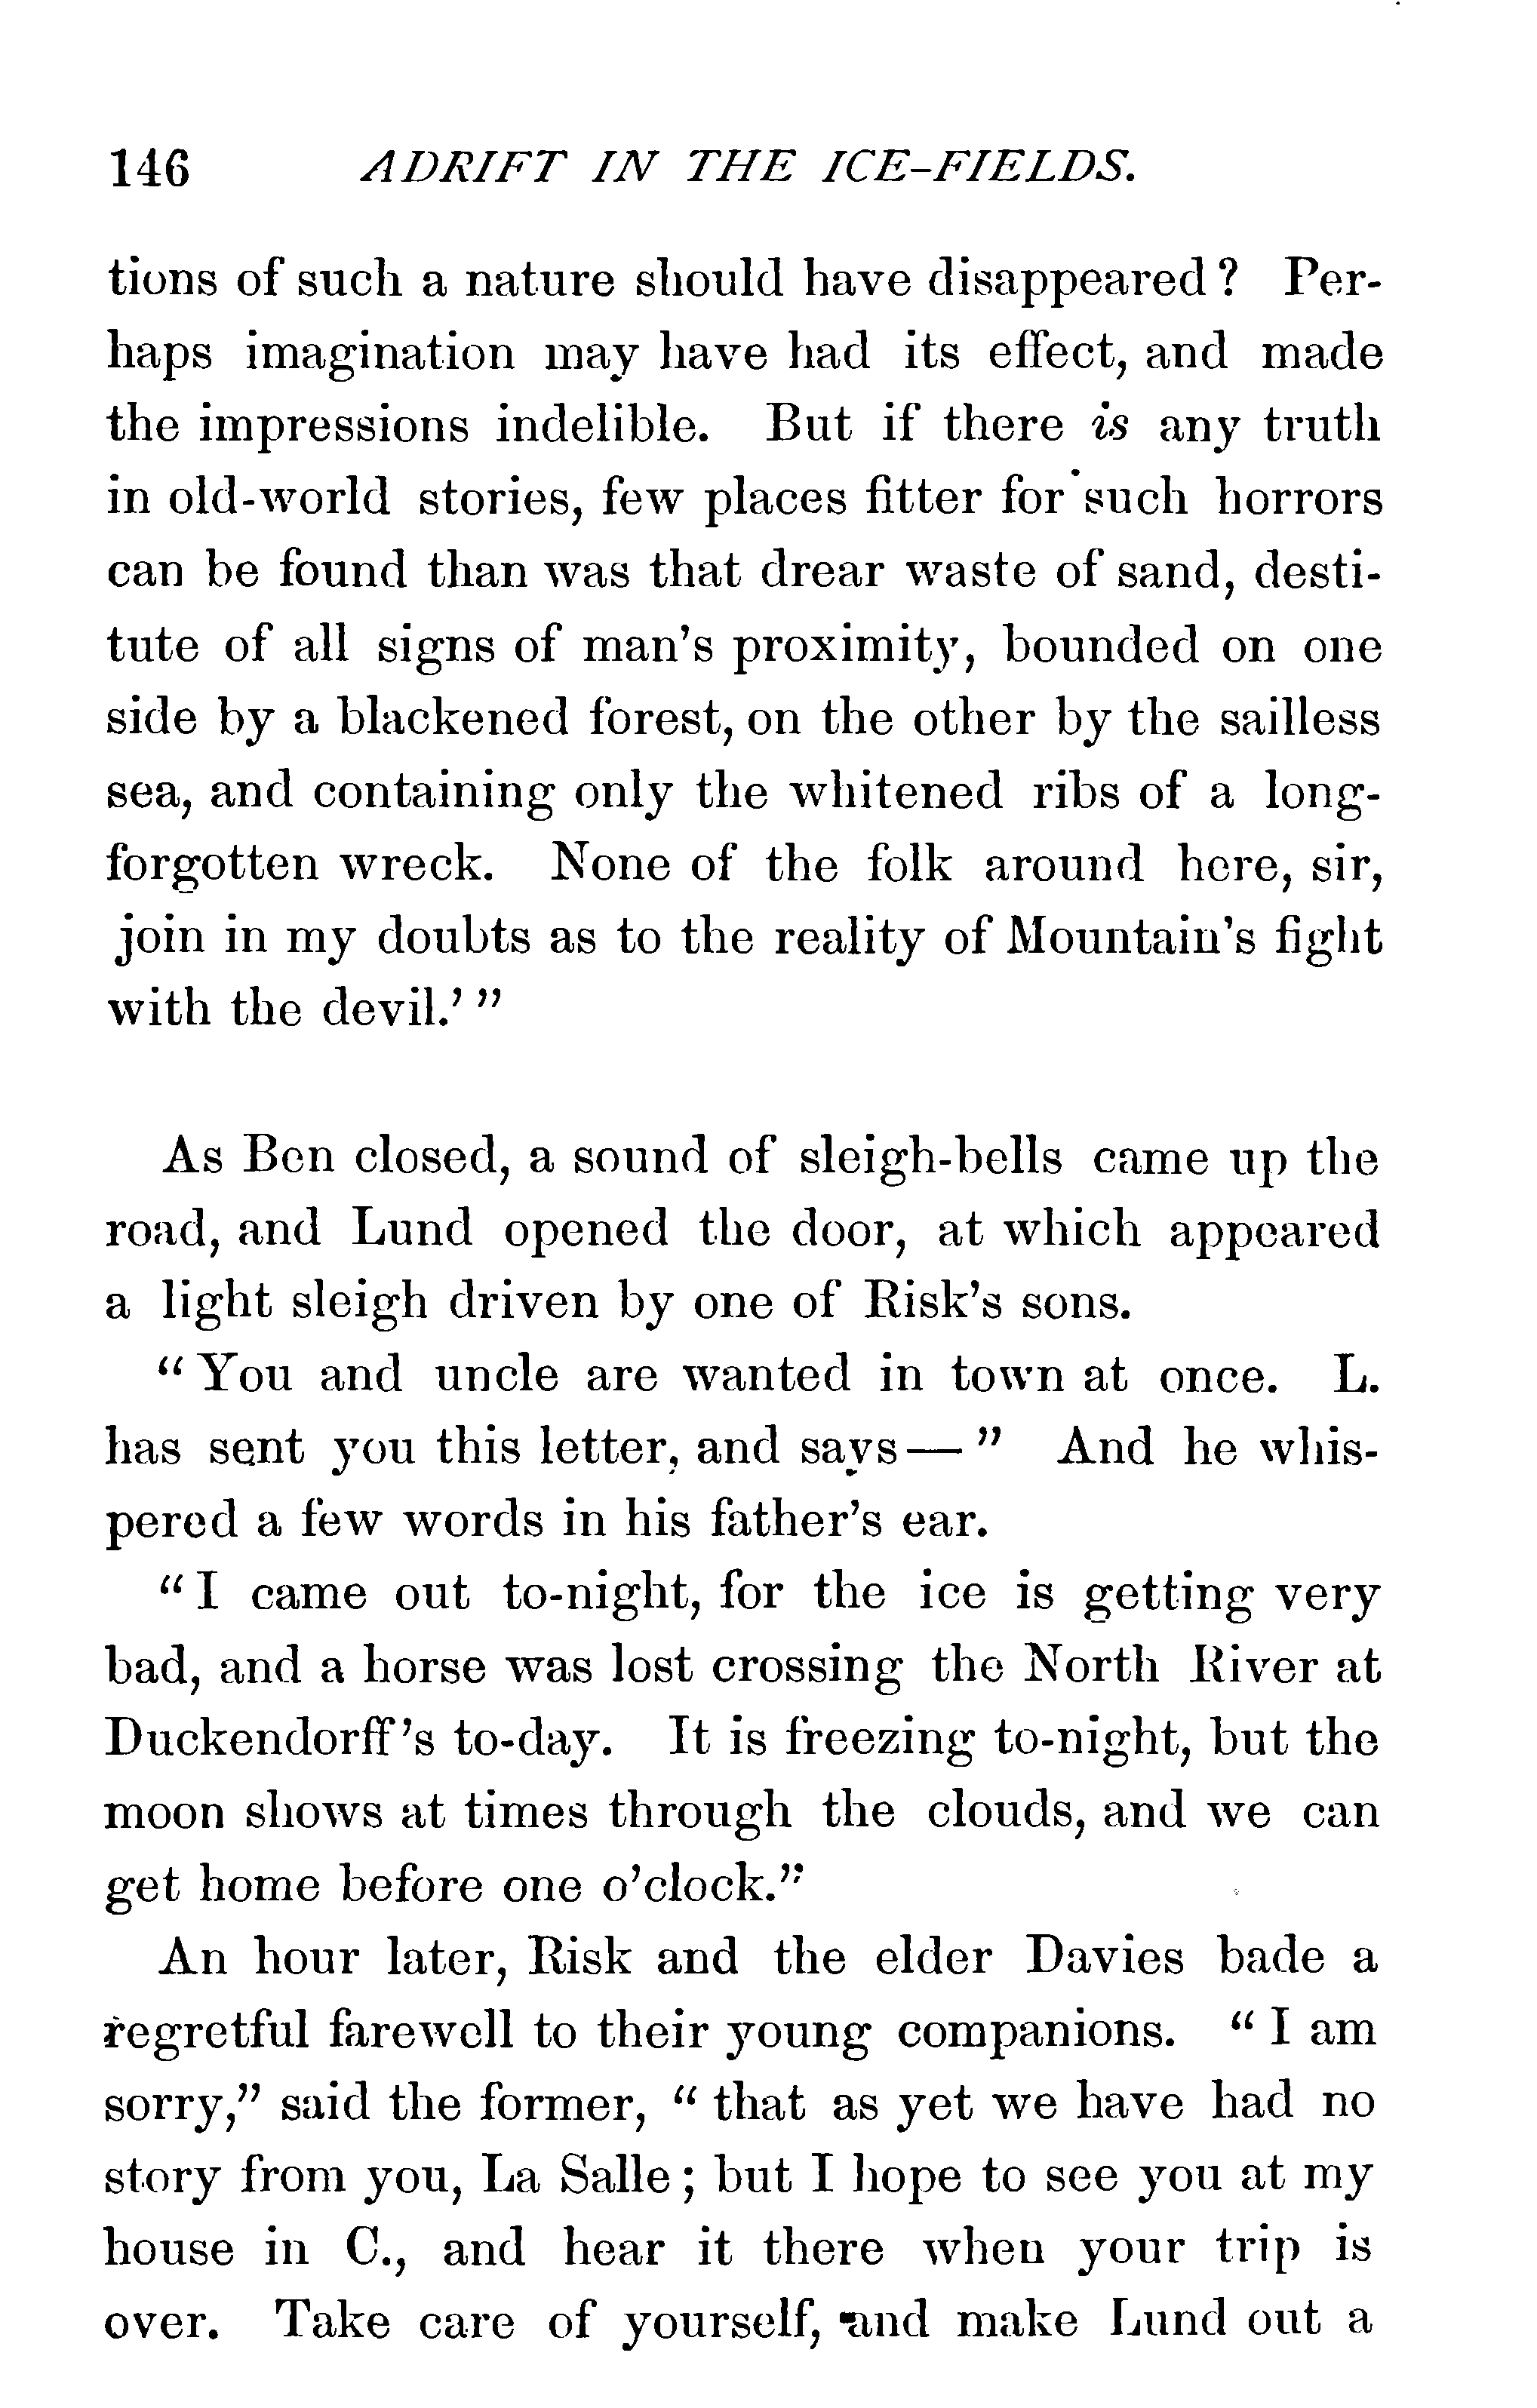 146 ADRIFT IN THE ICE-FIELDS.
tions of such a nature should have disappeared? Per-
haps imagination may have had its effect, and made
the impressions indelible. But if there is any truth
in old-world stories, few places fitter for such horrors
can be found than was that drear waste of sand, desti-
tute of all signs of man's proximity, bounded on one
side by a blackened forest, on the other by the sailless
sea, and containing only the whitened ribs of a long-
forgotten wreck. None of the folk around here, sir,
join in my doubts as to the reality of Mountain's fight
with the devil.' ”
As Ben closed, a sound of sleigh-bells came up the
road, and Lund opened the door, at which appeared
a light sleigh driven by one of Risk's sons.
“You and uncle are wanted in town at once. L.
has sent you this letter, and says— ” And he whis-
pered a few words in his father's ear.
“I came out to-night, for the ice is getting very
bad, and a horse was lost crossing the North River at
Duckendorff's to-day. It is freezing to-night, but the
moon shows at times through the clouds, and we can
get home before one o'clock.”
An hour later, Risk and the elder Davies bade a
regretful farewell to their young companions. “I am
sorry,” said the former, “that as yet we have had no
story from you, La Salle; but I hope to see you at my
house in C., and hear it there when your trip is
over. Take care of yourself, and make Lund out a